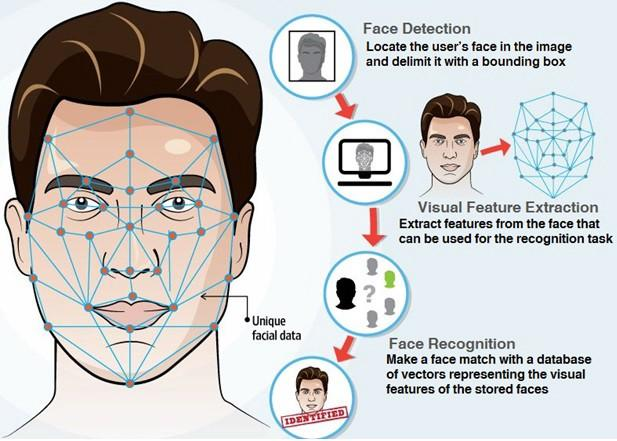 Face Detection
Locate the user's face in the image
and delimit it with a bounding box
Visual Feature Extraction
Extract features from the face that
can be used for the recognition task
?
Unique
facial data
Face Recognition
Make a face match with a database
of vectors representing the visual
features of the stored faces
IDENTIFIED